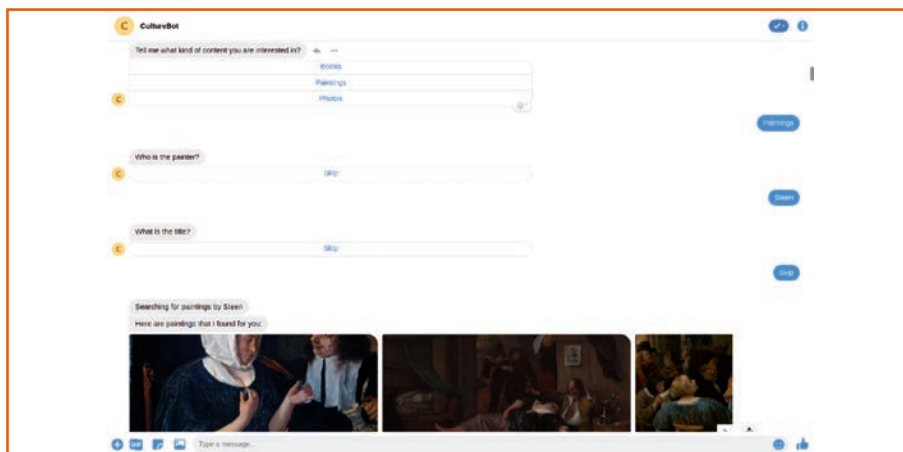 C CultureBot
Tell me what kind of content you are interested in?
Books
Paintings
C Photos
Paintings
Who is the painter?
C Skip
Steen
What is the title?
C Skip
Skip
Searching for paintings by Steen
Here are paintings that I found for you:
GIF Type a message...